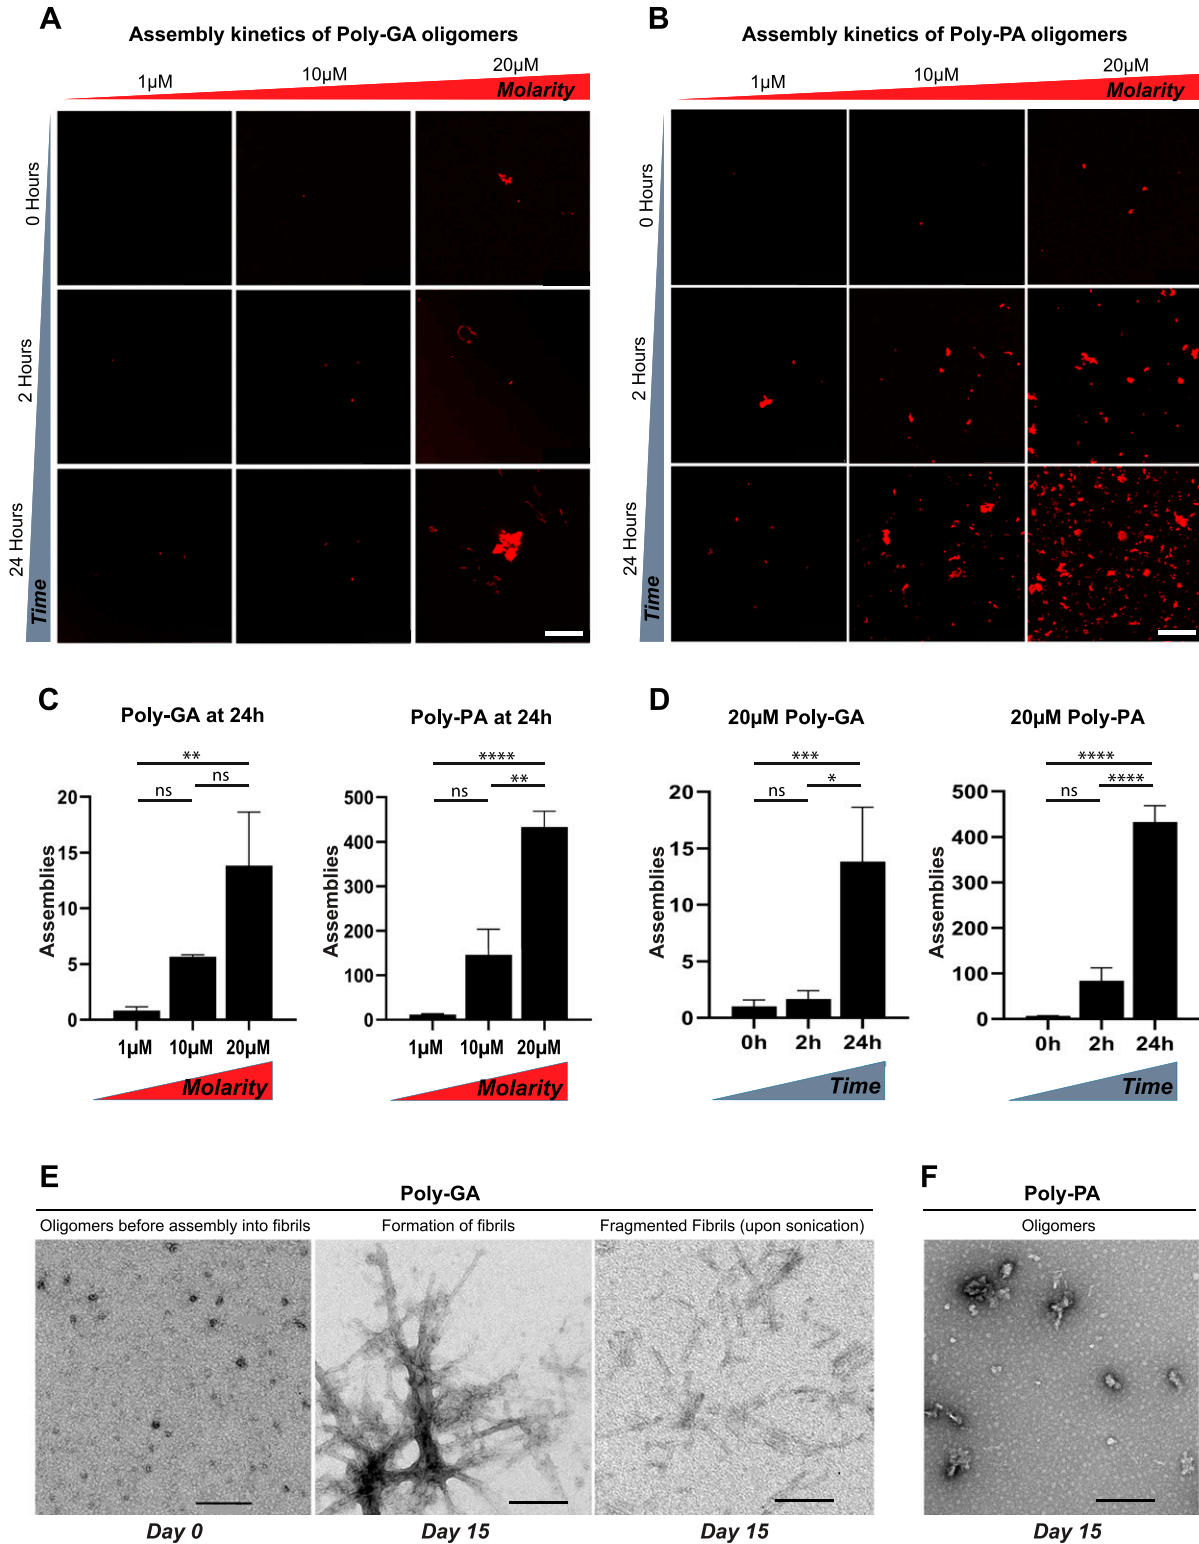 A
Assembly kinetics of Poly-GA oligomers
1µM
10µM
20µM
Molarity
0 Hours
2 Hours
24 Hours
Time
B
Assembly kinetics of Poly-PA oligomers
1µM
10µM
20µM
Molarity
0 Hours
2 Hours
24 Hours
Time
C
Poly-GA at 24h
**
ns
ns
Assemblies
20
15
10
5
0
1µM
10µM
20µM
Molarity
Poly-PA at 24h
****
**
ns
Assemblies
500
400
300
200
100
0
1µM
10µM
20µM
Molarity
D
20µM Poly-GA
***
*
ns
Assemblies
20
15
10
5
0
0h
2h
24h
Time
20µM Poly-PA
****
****
ns
Assemblies
500
400
300
200
100
0
0h
2h
24h
Time
E
Poly-GA
Oligomers before assembly into fibrils
Formation of fibrils
Fragmented Fibrils (upon sonication)
Day 0
Day 15
Day 15
F
Poly-PA
Oligomers
Day 15